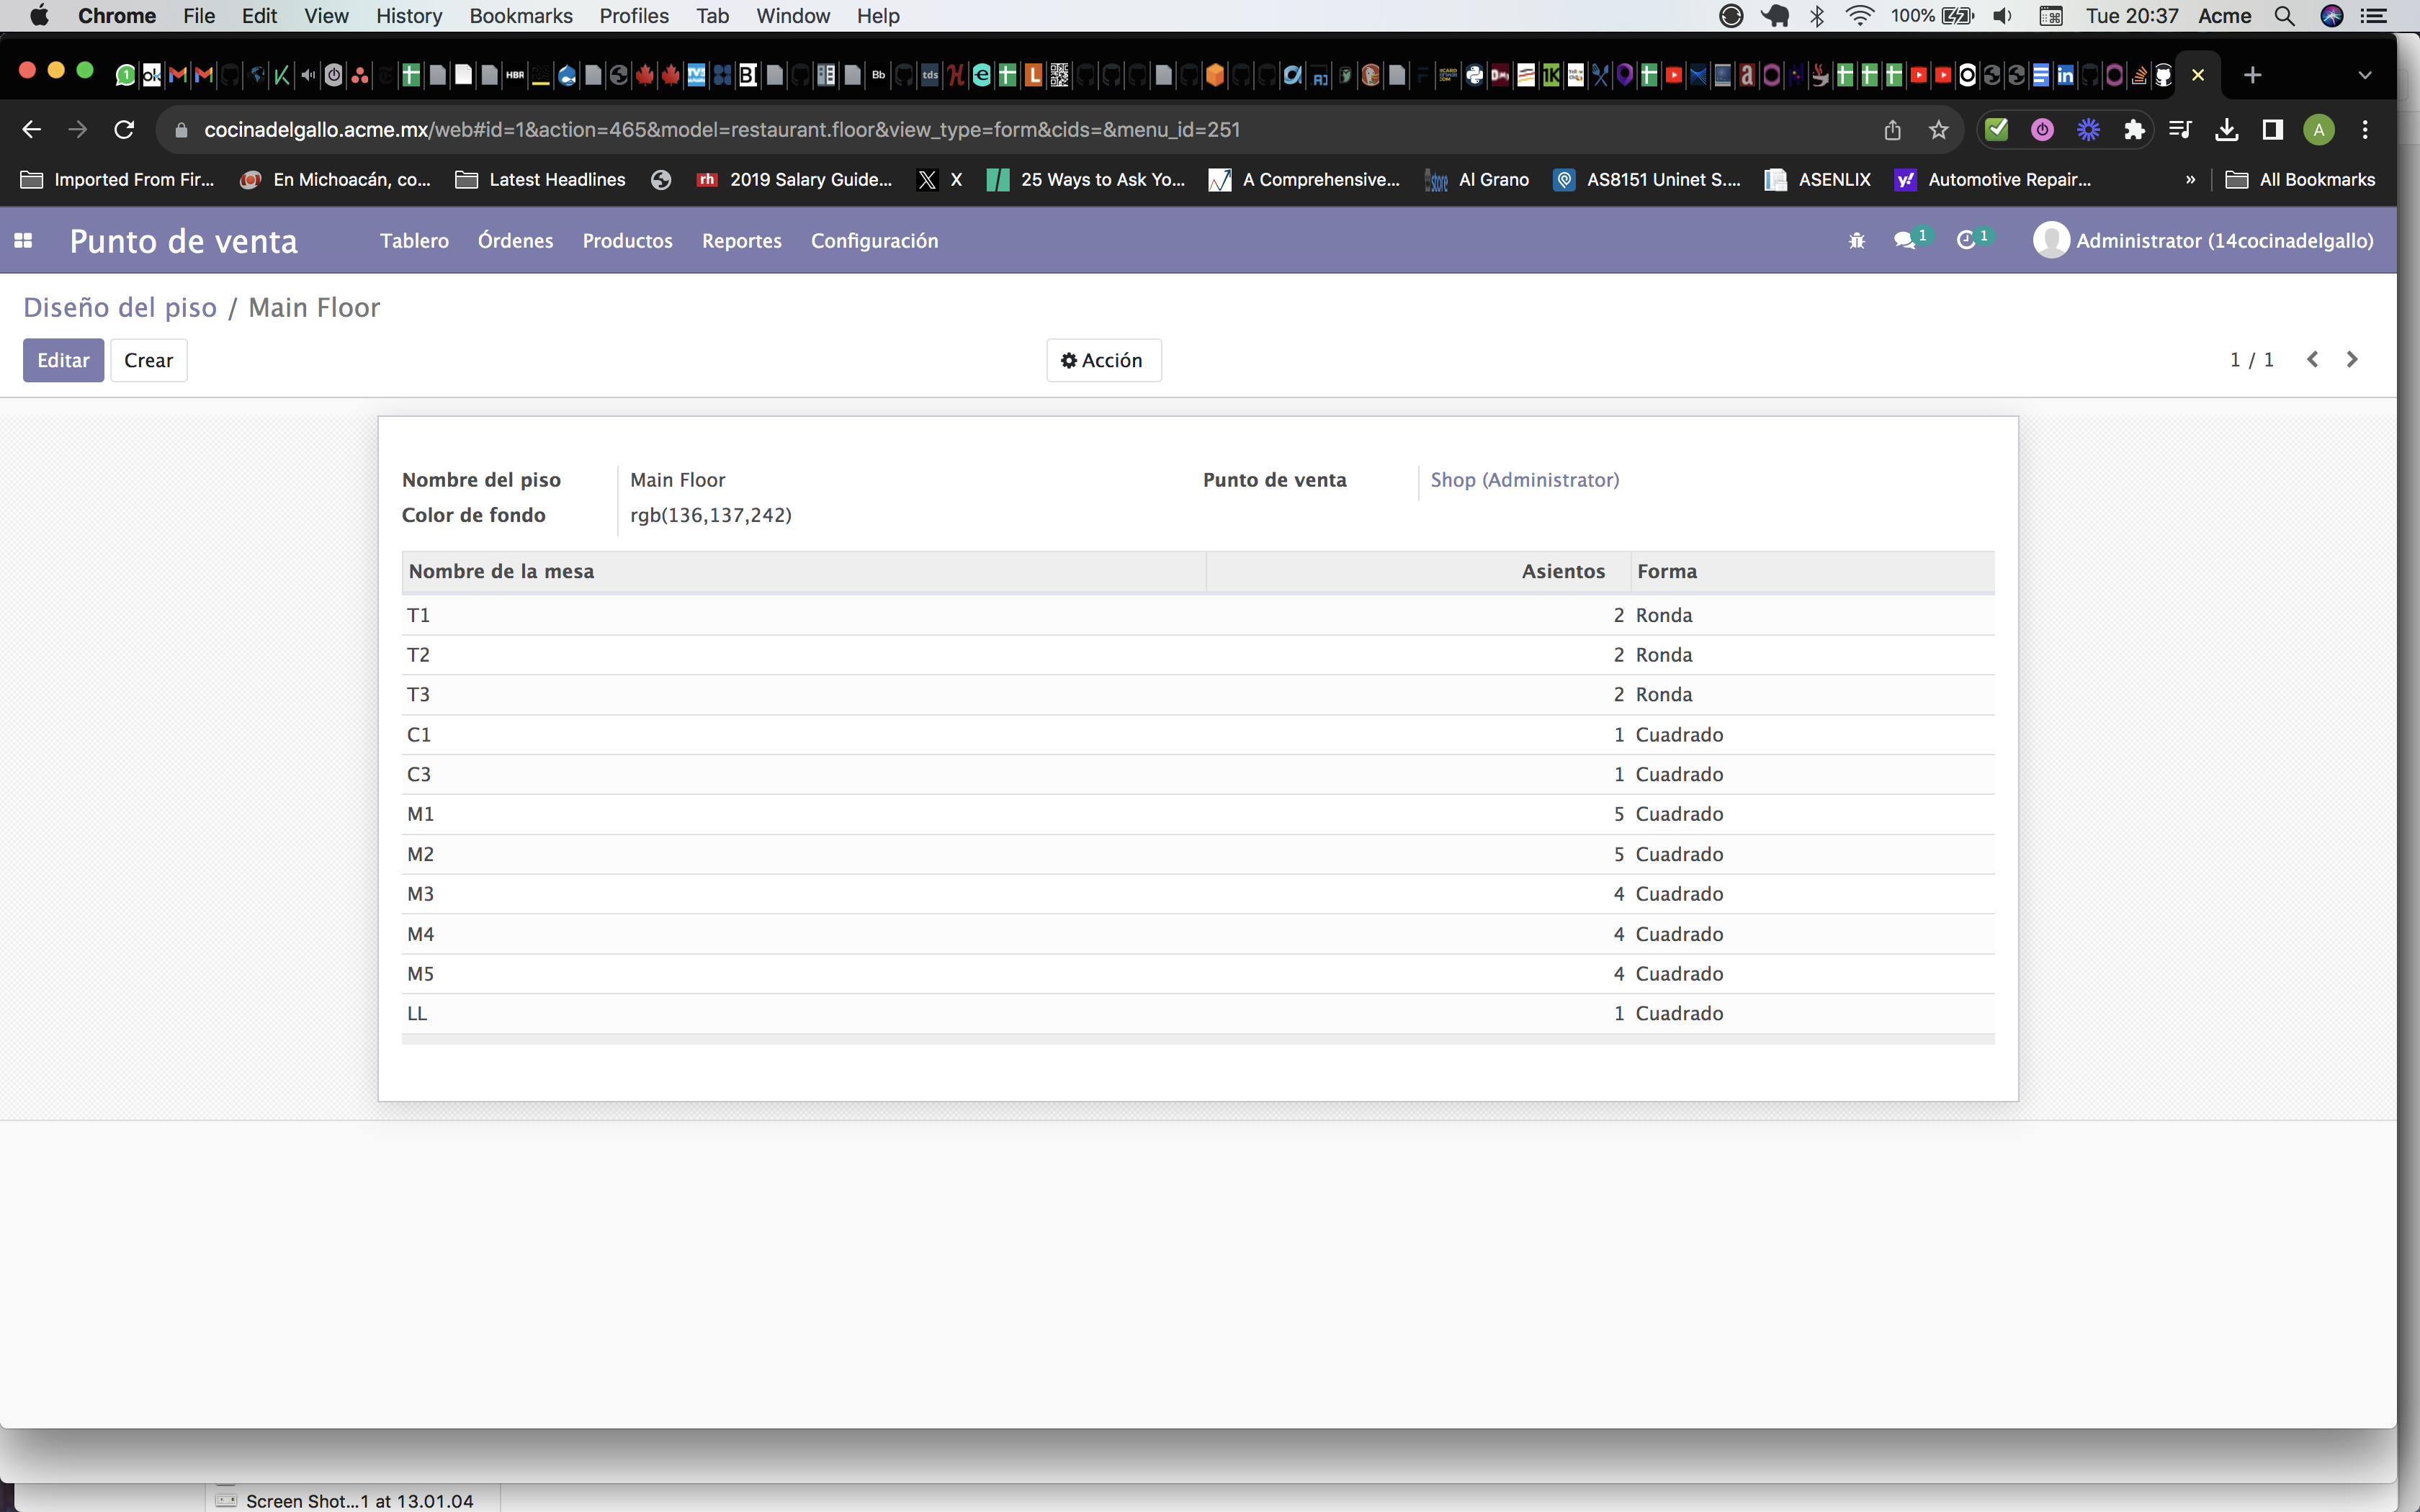 Chrome File Edit View History Bookmarks Profiles Tab Window Help 100% Tue 20:37 Acme
cocinadelgallo.acme.mx/web#id=1&action=465&model=restaurant.floor&view_type=form&cids=&menu_id=251 A
Imported From Fir... En Michoacán, co... Latest Headlines rh 2019 Salary Guide... X 25 Ways to Ask Yo... A Comprehensive... store Al Grano AS8151 Uninet S.... ASENLIX y! Automotive Repair... » All Bookmarks
Punto de venta Tablero Órdenes Productos Reportes Configuración 1 1 Administrator (14cocinadelgallo)
Diseño del piso / Main Floor
Editar Crear Acción 1 / 1
Nombre del piso Main Floor Punto de venta Shop (Administrator)
Color de fondo rgb(136,137,242)
Nombre de la mesa Asientos Forma
T1 2 Ronda
T2 2 Ronda
T3 2 Ronda
C1 1 Cuadrado
C3 1 Cuadrado
M1 5 Cuadrado
M2 5 Cuadrado
M3 4 Cuadrado
M4 4 Cuadrado
M5 4 Cuadrado
LL 1 Cuadrado
Screen Shot...1 at 13.01.04